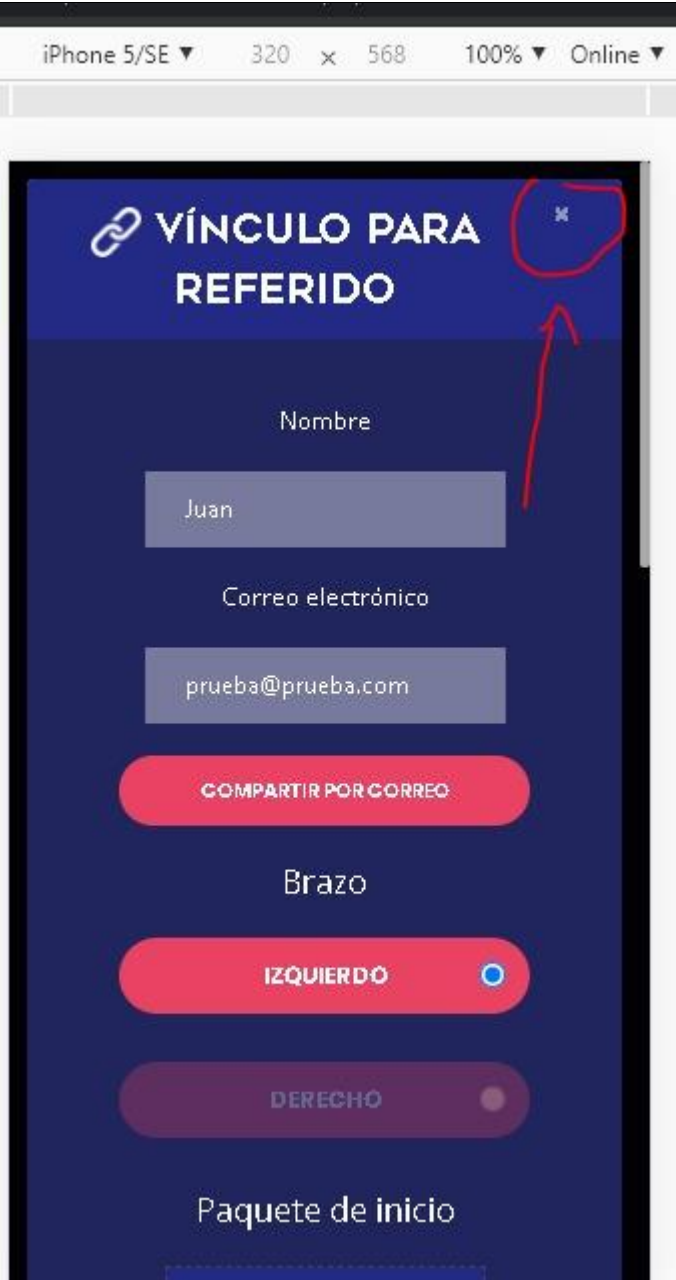 iPhone 5/SE ▼ 320 × 568 100% ▼ Online ▼
VÍNCULO PARA
REFERIDO
×
Nombre
Juan
Correo electrónico
prueba@prueba.com
COMPARTIR POR CORREO
Brazo
IZQUIERDO
DERECHO
Paquete de inicio